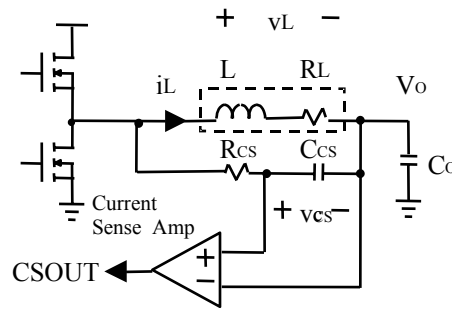 + vL −
iL L RL VO
RCS CCS CO
+ vcs −
Current
Sense Amp
+
CSOUT
−